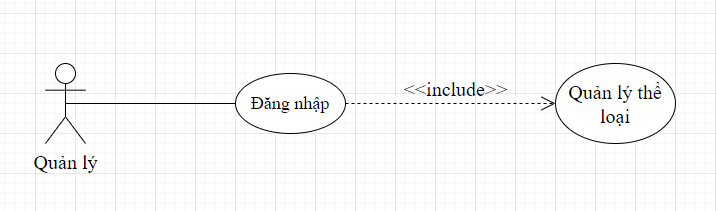 <<include>>
Đăng nhập
Quản lý thể
loại
Quản lý